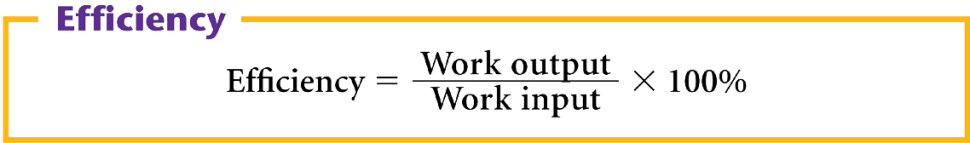 Efficiency
Efficiency = Work output / Work input × 100%